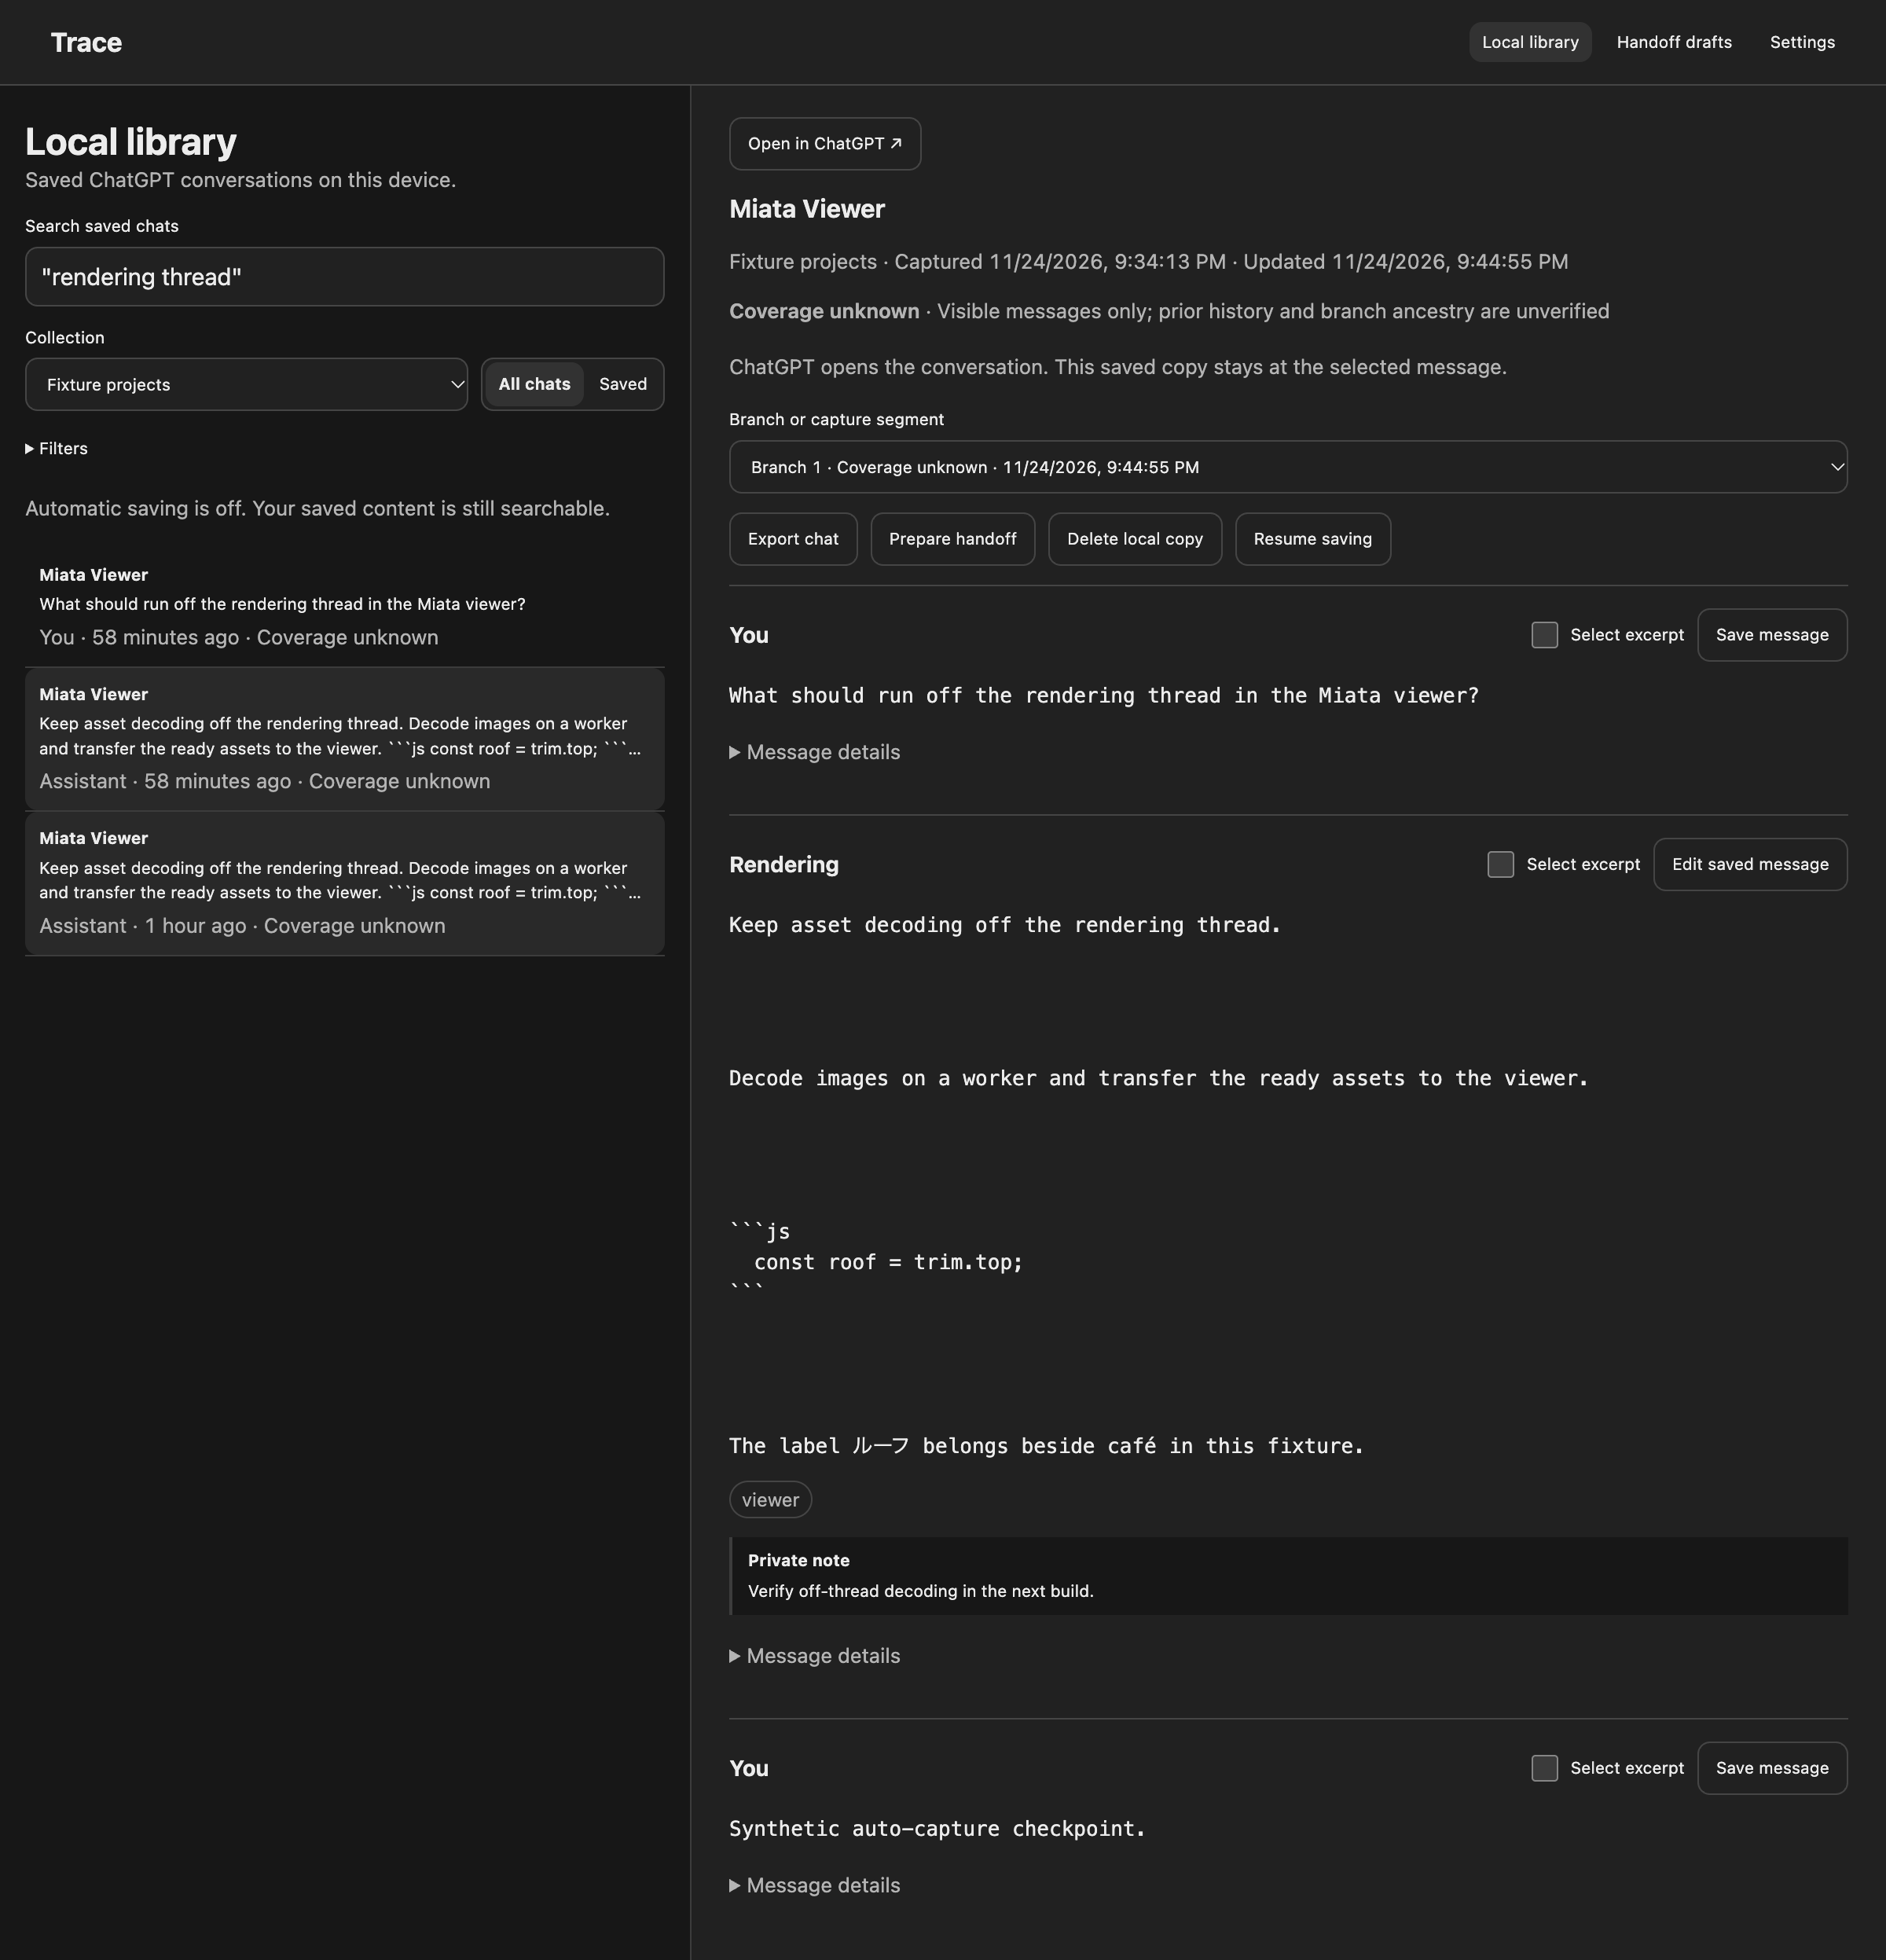 Trace
Local library
Handoff drafts
Settings
Local library
Saved ChatGPT conversations on this device.
Search saved chats
"rendering thread"
Collection
Fixture projects
All chats
Saved
Filters
Automatic saving is off. Your saved content is still searchable.
Miata Viewer
What should run off the rendering thread in the Miata viewer?
You · 58 minutes ago · Coverage unknown
Miata Viewer
Keep asset decoding off the rendering thread. Decode images on a worker
and transfer the ready assets to the viewer. ```js const roof = trim.top; ```…
Assistant · 58 minutes ago · Coverage unknown
Miata Viewer
Keep asset decoding off the rendering thread. Decode images on a worker
and transfer the ready assets to the viewer. ```js const roof = trim.top; ```…
Assistant · 1 hour ago · Coverage unknown
Open in ChatGPT ↗
Miata Viewer
Fixture projects · Captured 11/24/2026, 9:34:13 PM · Updated 11/24/2026, 9:44:55 PM
Coverage unknown · Visible messages only; prior history and branch ancestry are unverified
ChatGPT opens the conversation. This saved copy stays at the selected message.
Branch or capture segment
Branch 1 · Coverage unknown · 11/24/2026, 9:44:55 PM
Export chat
Prepare handoff
Delete local copy
Resume saving
You
Select excerpt
Save message
What should run off the rendering thread in the Miata viewer?
Message details
Rendering
Select excerpt
Edit saved message
Keep asset decoding off the rendering thread.
Decode images on a worker and transfer the ready assets to the viewer.
```js
  const roof = trim.top;
```
The label ルーフ belongs beside café in this fixture.
viewer
Private note
Verify off-thread decoding in the next build.
Message details
You
Select excerpt
Save message
Synthetic auto-capture checkpoint.
Message details